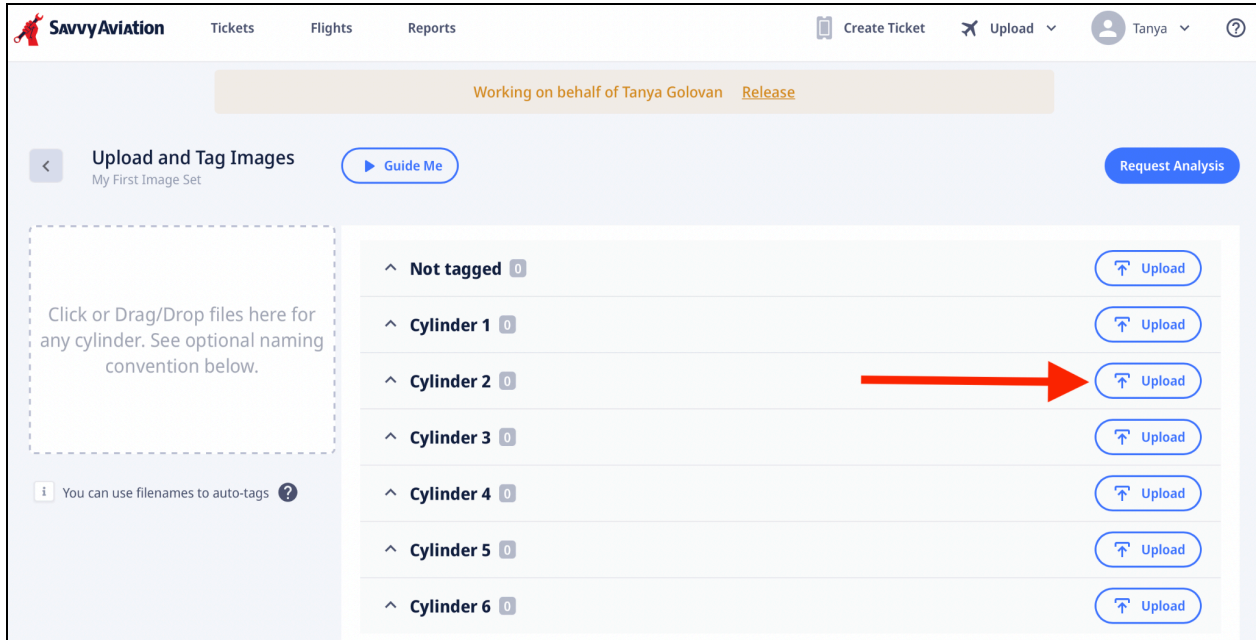 SAVVY AVIATION Tickets Flights Reports Create Ticket Upload Tanya ?
Working on behalf of Tanya Golovan Release
Upload and Tag Images
My First Image Set
Guide Me
Request Analysis
Click or Drag/Drop files here for
any cylinder. See optional naming
convention below.
i You can use filenames to auto-tags ?
Not tagged 0 Upload
Cylinder 1 0 Upload
Cylinder 2 0 Upload
Cylinder 3 0 Upload
Cylinder 4 0 Upload
Cylinder 5 0 Upload
Cylinder 6 0 Upload